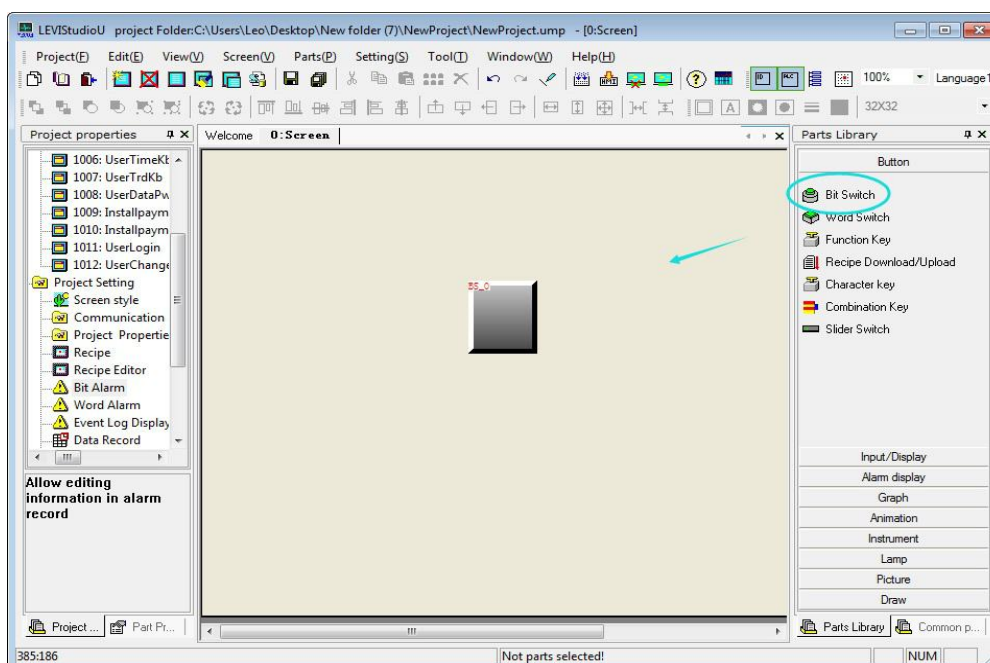 LEVIStudioU   project Folder:C:\Users\Leo\Desktop\New folder (7)\NewProject\NewProject.ump   - [0:Screen]
Project(F) Edit(E) View(V) Screen(V) Parts(P) Setting(S) Tool(T) Window(W) Help(H)
100% Language1
32X32
Project properties
1006: UserTimeKt
1007: UserTrdKb
1008: UserDataPw
1009: Installpaym
1010: Installpaym
1011: UserLogin
1012: UserChange
Project Setting
Screen style
Communication
Project Propertie
Recipe
Recipe Editor
Bit Alarm
Word Alarm
Event Log Display
Data Record
Allow editing
information in alarm
record
Project ... Part Pr...
Welcome 0:Screen
BS_0
Parts Library
Button
Bit Switch
Word Switch
Function Key
Recipe Download/Upload
Character key
Combination Key
Slider Switch
Input/Display
Alarm display
Graph
Animation
Instrument
Lamp
Picture
Draw
Parts Library Common p...
385:186 Not parts selected! NUM